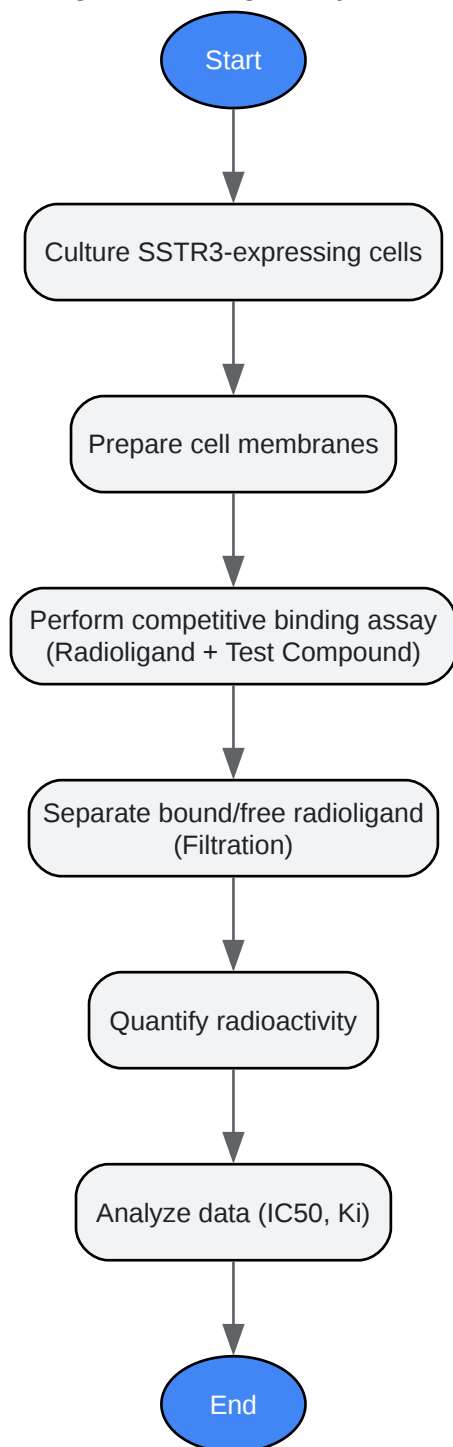 Start
Culture SSTR3-expressing cells
Prepare cell membranes
Perform competitive binding assay
(Radioligand + Test Compound)
Separate bound/free radioligand
(Filtration)
Quantify radioactivity
Analyze data (IC50, Ki)
End